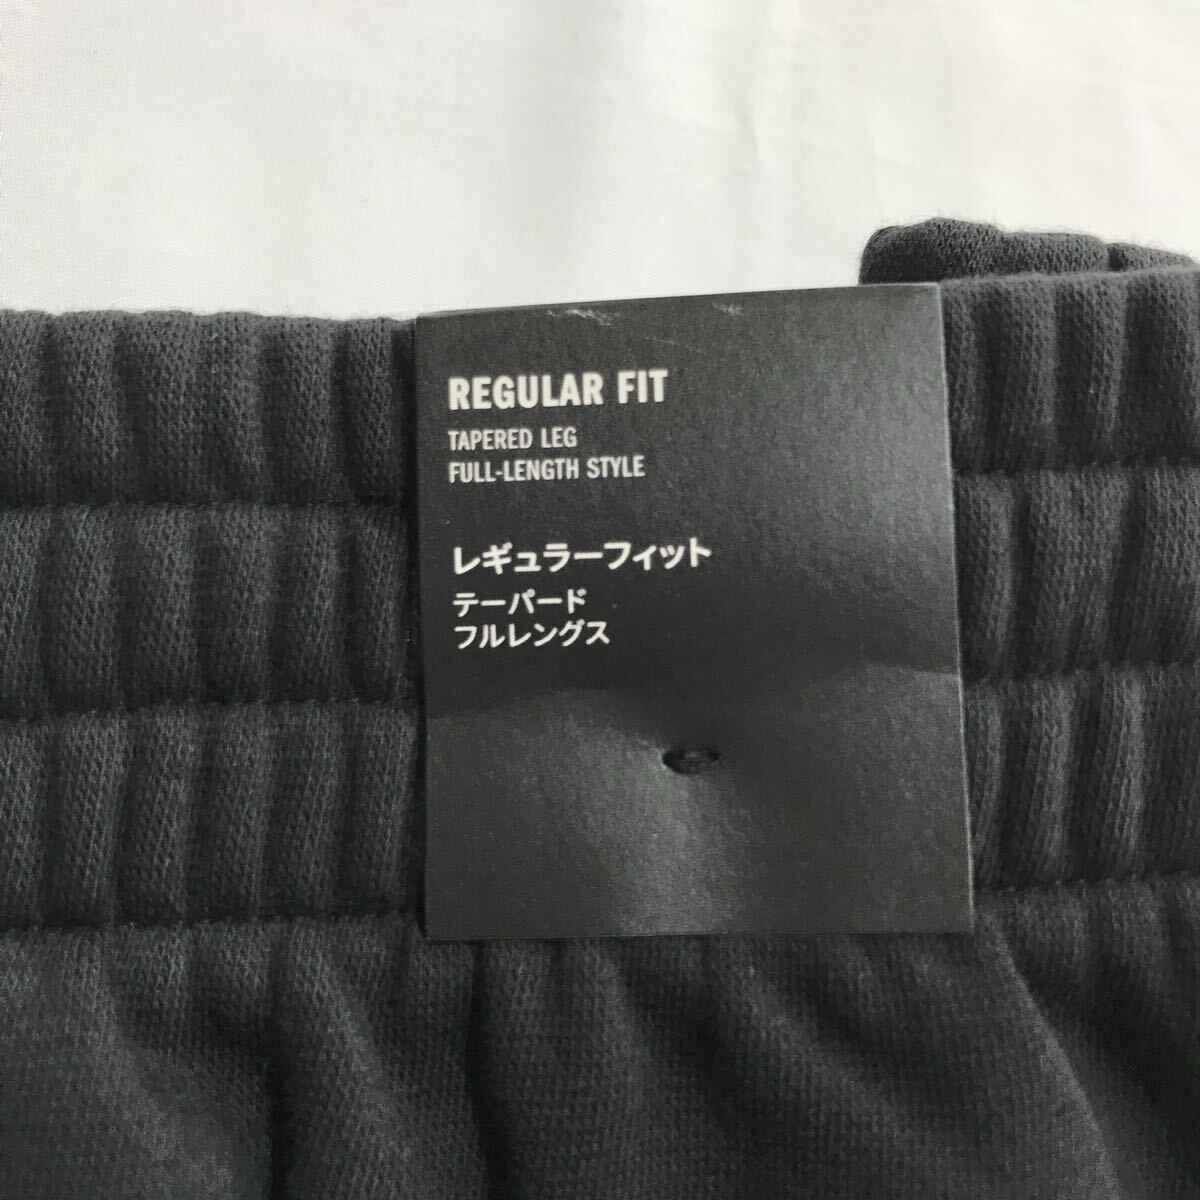 REGULAR FIT
TAPERED LEG
FULL-LENGTH STYLE
レギュラーフィット
テーパード
フルレングス